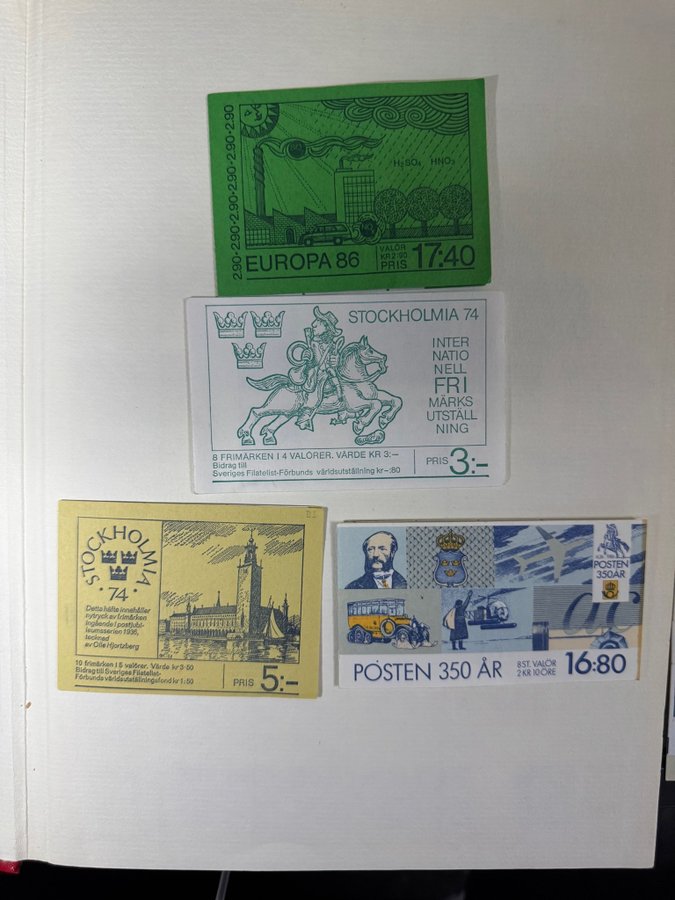 2.90·2.90·2.90·2.90·2.90·2.90
H₂SO₄ HNO₃
EUROPA 86
VALÖR
KR 2:90
PRIS 17:40
STOCKHOLMIA 74
INTER
NATIO
NELL
FRI
MÄRKS
UTSTÄLL
NING
8 FRIMÄRKEN I 4 VALÖRER. VÄRDE KR 3:–
Bidrag till
Sveriges Filatelist-Förbunds världsutställning kr–:80
PRIS 3:–
STOCKHOLMIA
· 74 ·
Detta häfte innehåller
nytryck av frimärken
ingående i postjubi-
leumsserien 1936,
tecknad
av Olle Hjortzberg
10 frimärken i 5 valörer. Värde kr 3·50
Bidrag till Sveriges Filatelist-
Förbunds världsutställningsfond kr 1:50
PRIS 5:–
POSTEN
350 ÅR
POSTEN 350 ÅR
8 ST. VALÖR
2 KR 10 ÖRE
16:80